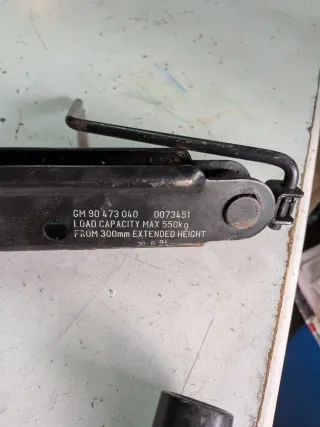 GM 90 473 040 0073451
LOAD CAPACITY MAX 550kg
FROM 300mm EXTENDED HEIGHT